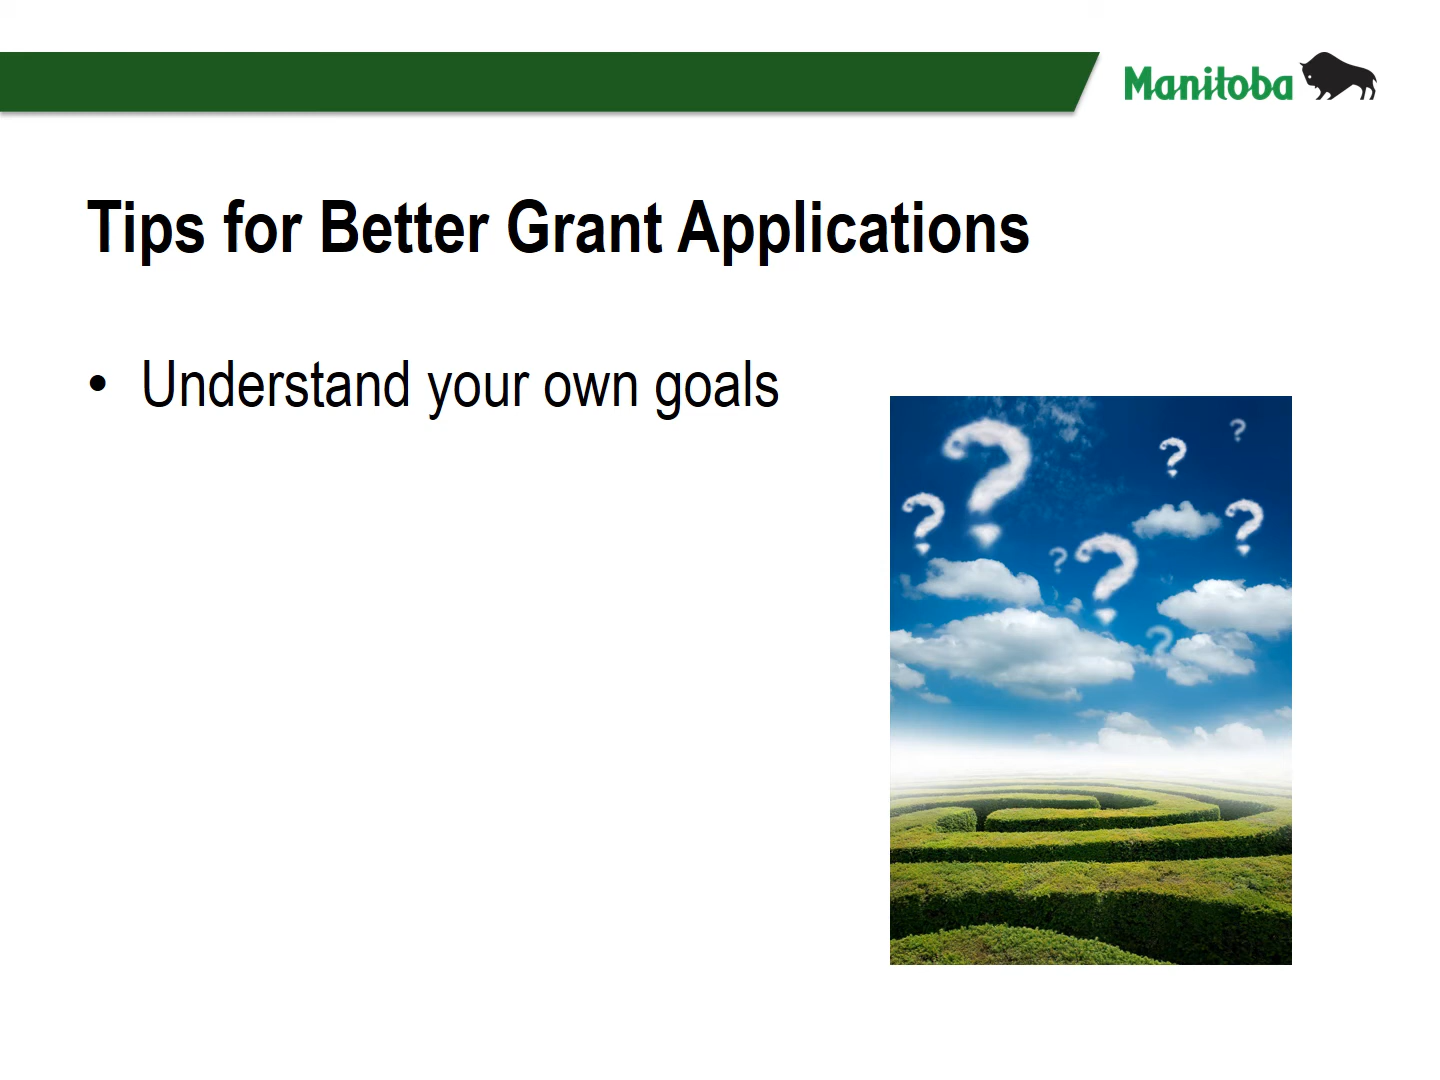 Manitoba
Tips for Better Grant Applications
• Understand your own goals
? ? ? ? ? ? ? ?